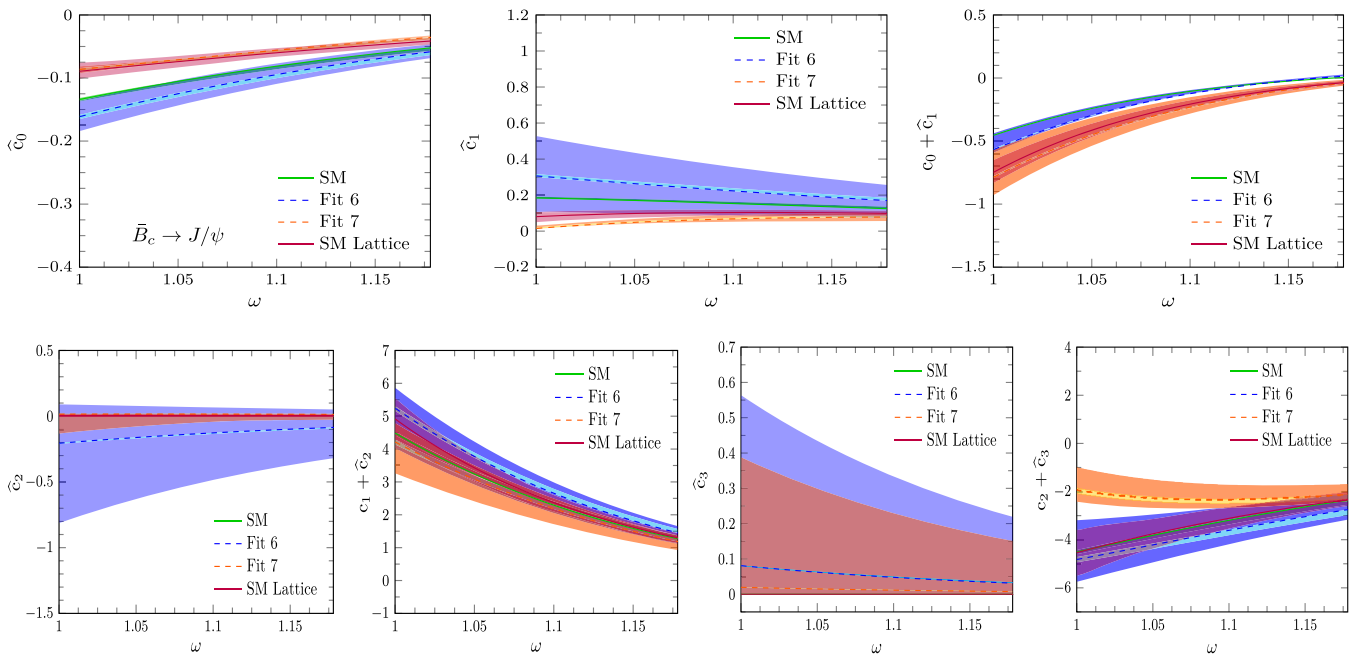 0
−0.1
−0.2
−0.3
−0.4
1
1.05
1.1
1.15
ĉ₀
ω
SM
Fit 6
Fit 7
SM Lattice
B̄c → J/ψ
1.2
1
0.8
0.6
0.4
0.2
0
−0.2
1
1.05
1.1
1.15
ĉ₁
ω
SM
Fit 6
Fit 7
SM Lattice
0.5
0
−0.5
−1
−1.5
1
1.05
1.1
1.15
c₀ + ĉ₁
ω
SM
Fit 6
Fit 7
SM Lattice
0.5
0
−0.5
−1
−1.5
1
1.05
1.1
1.15
ĉ₂
ω
SM
Fit 6
Fit 7
SM Lattice
7
6
5
4
3
2
1
0
−1
1
1.05
1.1
1.15
c₁ + ĉ₂
ω
SM
Fit 6
Fit 7
SM Lattice
0.7
0.6
0.5
0.4
0.3
0.2
0.1
0
1
1.05
1.1
1.15
ĉ₃
ω
SM
Fit 6
Fit 7
SM Lattice
4
2
0
−2
−4
−6
1
1.05
1.1
1.15
c₂ + ĉ₃
ω
SM
Fit 6
Fit 7
SM Lattice